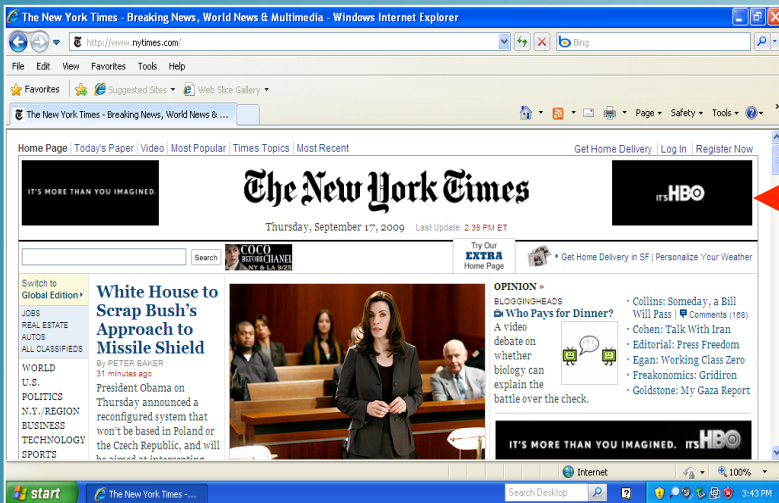 The New York Times - Breaking News, World News & Multimedia - Windows Internet Explorer
http://www.nytimes.com/
Bing
File Edit View Favorites Tools Help
Favorites Suggested Sites Web Slice Gallery
The New York Times - Breaking News, World News &... Page Safety Tools
Home Page Today's Paper Video Most Popular Times Topics Most Recent Get Home Delivery Log In Register Now
IT'S MORE THAN YOU IMAGINED.
The New York Times
IT'S HBO
Thursday, September 17, 2009 Last Update: 2:39 PM ET
Search
COCO
BEFORE CHANEL
NY & LA 9/25
Try Our
EXTRA
Home Page
Get Home Delivery in SF | Personalize Your Weather
Switch to
Global Edition
JOBS
REAL ESTATE
AUTOS
ALL CLASSIFIEDS
WORLD
U.S.
POLITICS
N.Y./REGION
BUSINESS
TECHNOLOGY
SPORTS
White House to
Scrap Bush's
Approach to
Missile Shield
By PETER BAKER
31 minutes ago
President Obama on
Thursday announced a
reconfigured system that
won't be based in Poland or
the Czech Republic, and will
be aimed at intercepting
OPINION »
BLOGGINGHEADS
Who Pays for Dinner?
A video
debate on
whether
biology can
explain the
battle over the check.
· Collins: Someday, a Bill
Will Pass | Comments (168)
· Cohen: Talk With Iran
· Editorial: Press Freedom
· Egan: Working Class Zero
· Freakonomics: Gridiron
· Goldstone: My Gaza Report
IT'S MORE THAN YOU IMAGINED. IT'S HBO
Internet 100%
start The New York Times -... Search Desktop 3:43 PM